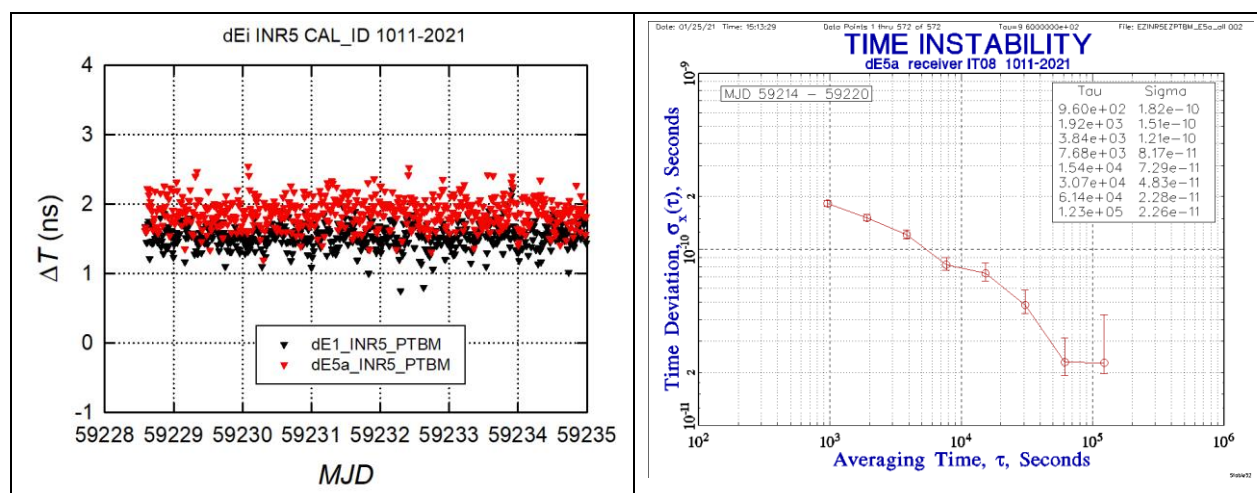 dEi INR5 CAL_ID 1011-2021
4
3
2
1
0
-1
ΔT (ns)
dE1_INR5_PTBM
dE5a_INR5_PTBM
59228 59229 59230 59231 59232 59233 59234 59235
MJD
Date: 01/25/21 Time: 15:13:29 Data Points 1 thru 572 of 572 Tau=9.6000000e+02 File: EZINR5EZPTBM_E5a_all 002
TIME INSTABILITY
dE5a receiver IT08 1011-2021
MJD 59214 – 59220
Tau Sigma
9.60e+02 1.82e-10
1.92e+03 1.51e-10
3.84e+03 1.21e-10
7.68e+03 8.17e-11
1.54e+04 7.29e-11
3.07e+04 4.83e-11
6.14e+04 2.28e-11
1.23e+05 2.26e-11
10⁻⁹
2
10⁻¹⁰
2
10⁻¹¹
Time Deviation, σx(τ), Seconds
10² 10³ 10⁴ 10⁵ 10⁶
Averaging Time, τ, Seconds
Stable32